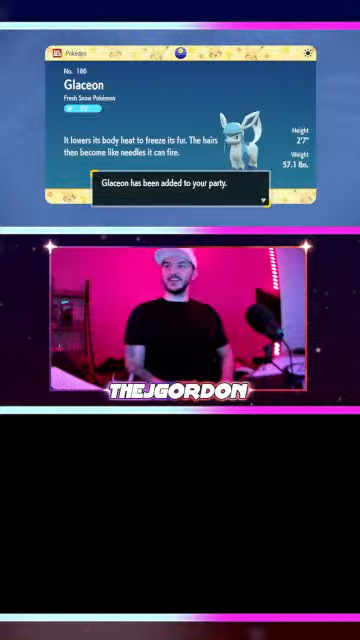 Pokédex
No. 186
Glaceon
Fresh Snow Pokémon
ICE
It lowers its body heat to freeze its fur. The hairs
then become like needles it can fire.
Height
2'7"
Weight
57.1 lbs.
Glaceon has been added to your party.
THEJGORDON